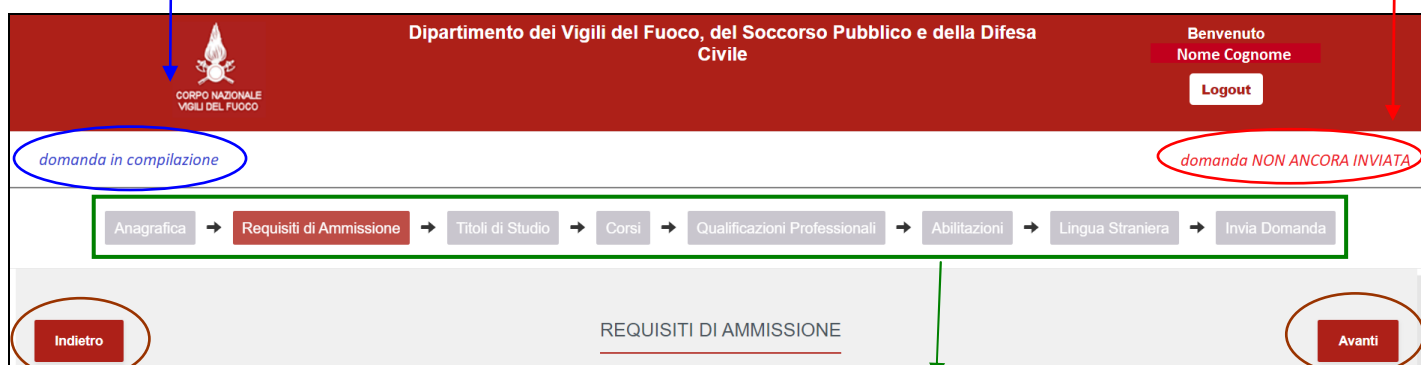 Dipartimento dei Vigili del Fuoco, del Soccorso Pubblico e della Difesa
Civile
Benvenuto
Nome Cognome
Logout
CORPO NAZIONALE
VIGILI DEL FUOCO
domanda in compilazione
domanda NON ANCORA INVIATA
Anagrafica → Requisiti di Ammissione → Titoli di Studio → Corsi → Qualificazioni Professionali → Abilitazioni → Lingua Straniera → Invia Domanda
Indietro
REQUISITI DI AMMISSIONE
Avanti